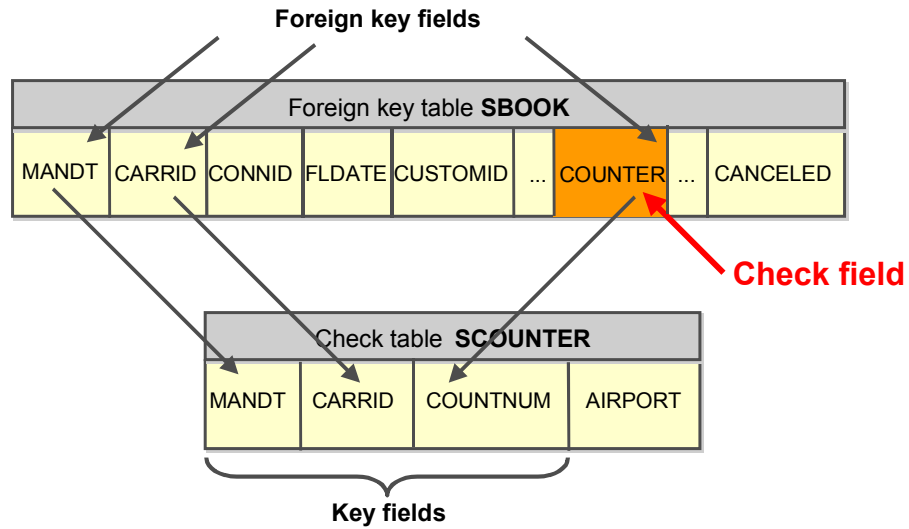 Foreign key fields
Foreign key table SBOOK
MANDT CARRID CONNID FLDATE CUSTOMID ... COUNTER ... CANCELED
Check field
Check table SCOUNTER
MANDT CARRID COUNTNUM AIRPORT
Key fields